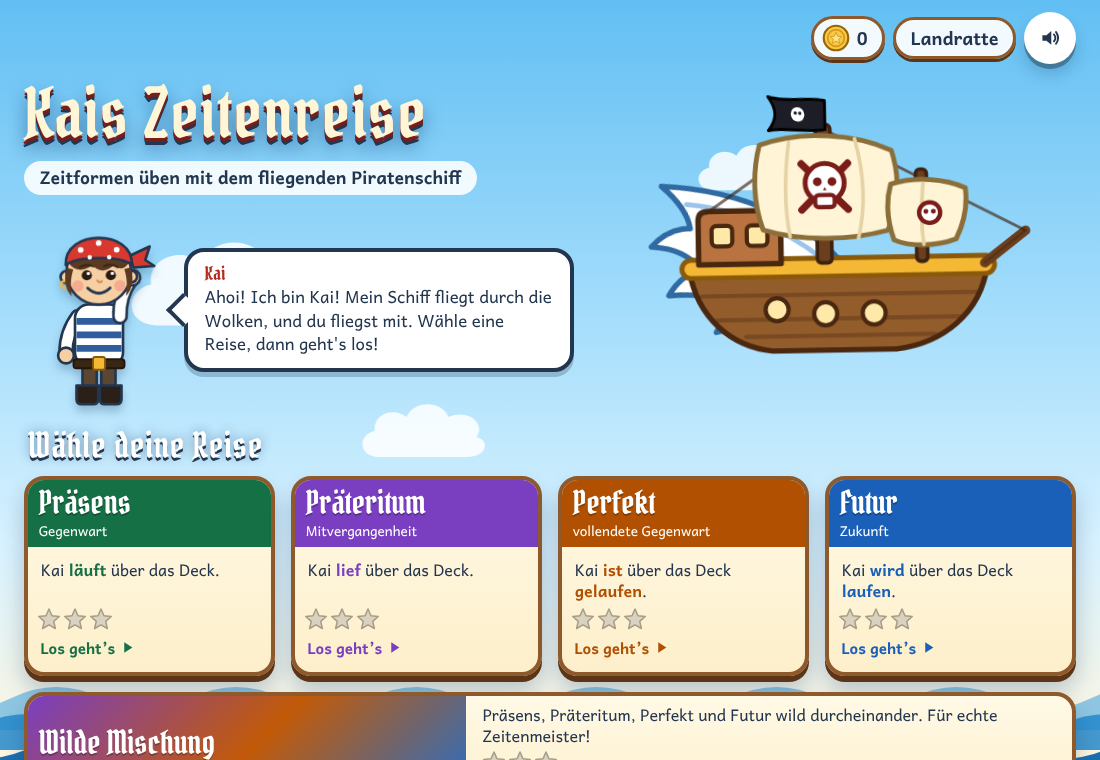 0
Landratte
Kais Zeitenreise
Zeitformen üben mit dem fliegenden Piratenschiff
Kai
Ahoi! Ich bin Kai! Mein Schiff fliegt durch die
Wolken, und du fliegst mit. Wähle eine
Reise, dann geht's los!
Wähle deine Reise
Präsens
Gegenwart
Kai läuft über das Deck.
Los geht’s
Präteritum
Mitvergangenheit
Kai lief über das Deck.
Los geht’s
Perfekt
vollendete Gegenwart
Kai ist über das Deck
gelaufen.
Los geht’s
Futur
Zukunft
Kai wird über das Deck
laufen.
Los geht’s
Wilde Mischung
Präsens, Präteritum, Perfekt und Futur wild durcheinander. Für echte
Zeitenmeister!